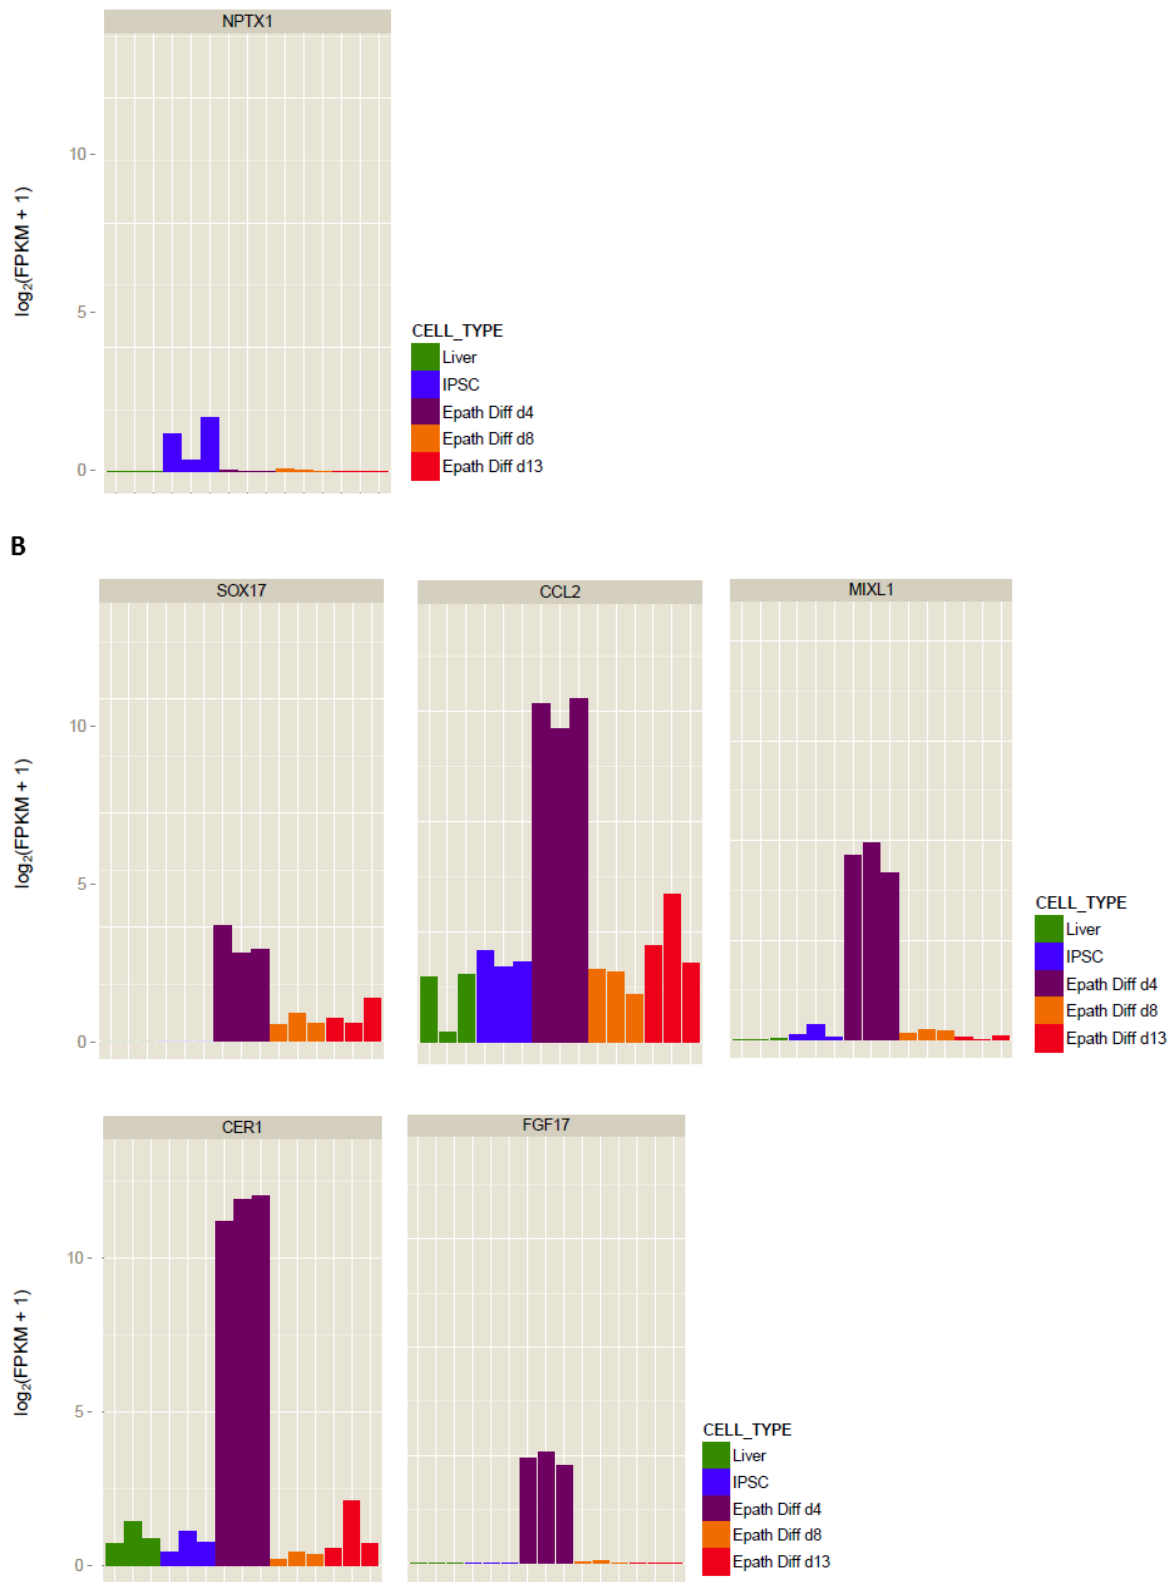 NPTX1
10
5
0
log₂(FPKM + 1)
CELL_TYPE
Liver
IPSC
Epath Diff d4
Epath Diff d8
Epath Diff d13
B
SOX17
CCL2
MIXL1
10
5
0
log₂(FPKM + 1)
CELL_TYPE
Liver
IPSC
Epath Diff d4
Epath Diff d8
Epath Diff d13
CER1
FGF17
10
5
0
log₂(FPKM + 1)
CELL_TYPE
Liver
IPSC
Epath Diff d4
Epath Diff d8
Epath Diff d13